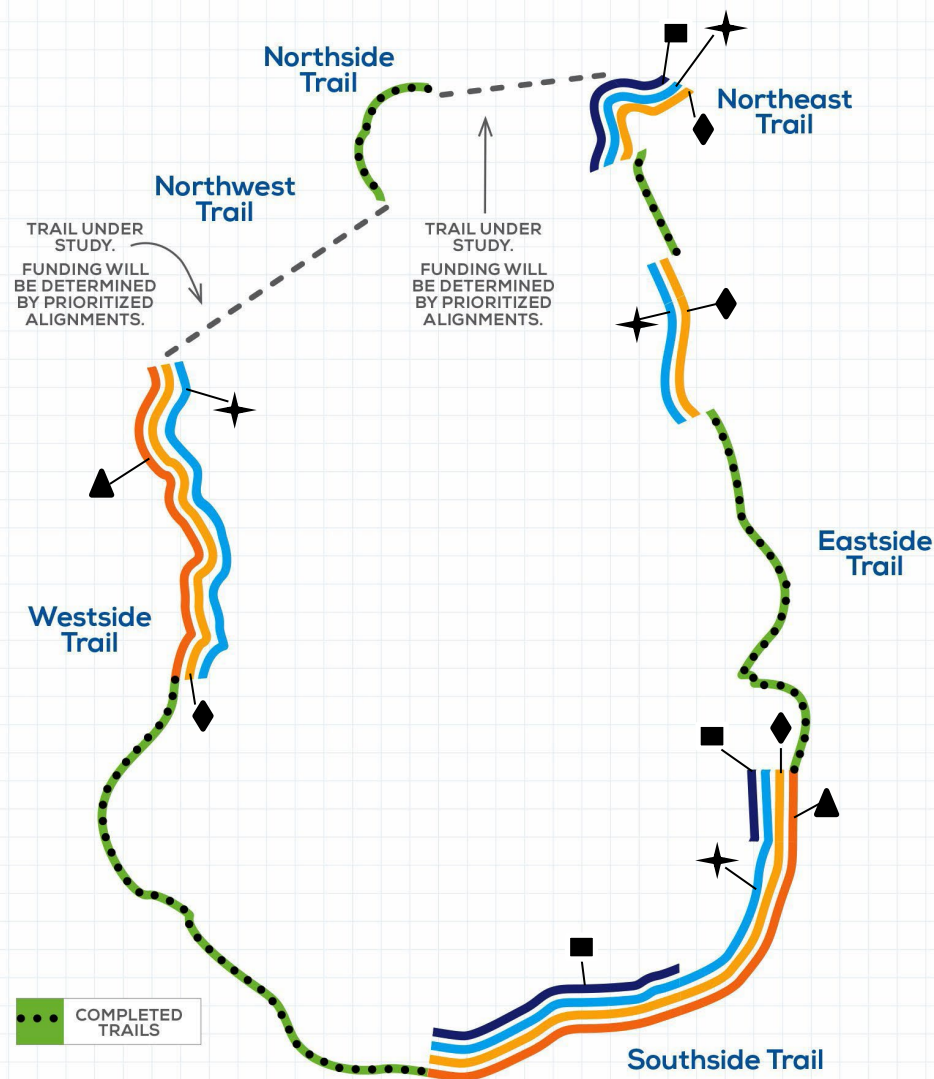 Northside
Trail
Northeast
Trail
Northwest
Trail
TRAIL UNDER
STUDY.
FUNDING WILL
BE DETERMINED
BY PRIORITIZED
ALIGNMENTS.
TRAIL UNDER
STUDY.
FUNDING WILL
BE DETERMINED
BY PRIORITIZED
ALIGNMENTS.
Eastside
Trail
Westside
Trail
COMPLETED
TRAILS
Southside Trail